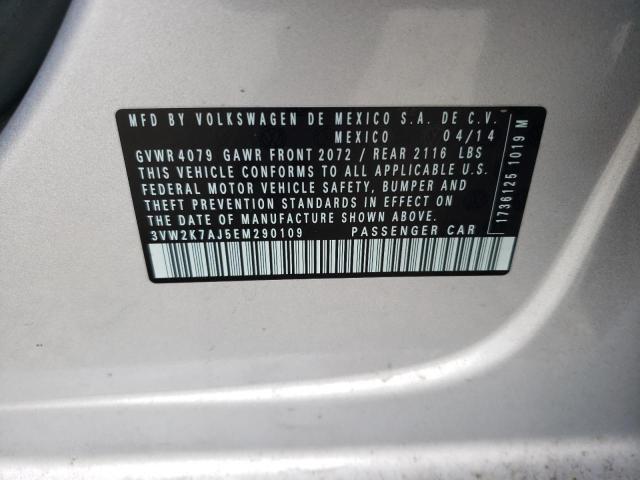 MFD BY VOLKSWAGEN DE MEXICO S.A. DE C.V.
MEXICO 04/14
GVWR 4079 GAWR FRONT 2072 / REAR 2116 LBS
THIS VEHICLE CONFORMS TO ALL APPLICABLE U.S.
FEDERAL MOTOR VEHICLE SAFETY, BUMPER AND
THEFT PREVENTION STANDARDS IN EFFECT ON
THE DATE OF MANUFACTURE SHOWN ABOVE.
3VW2K7AJ5EM290109 PASSENGER CAR
1736125 1019 M